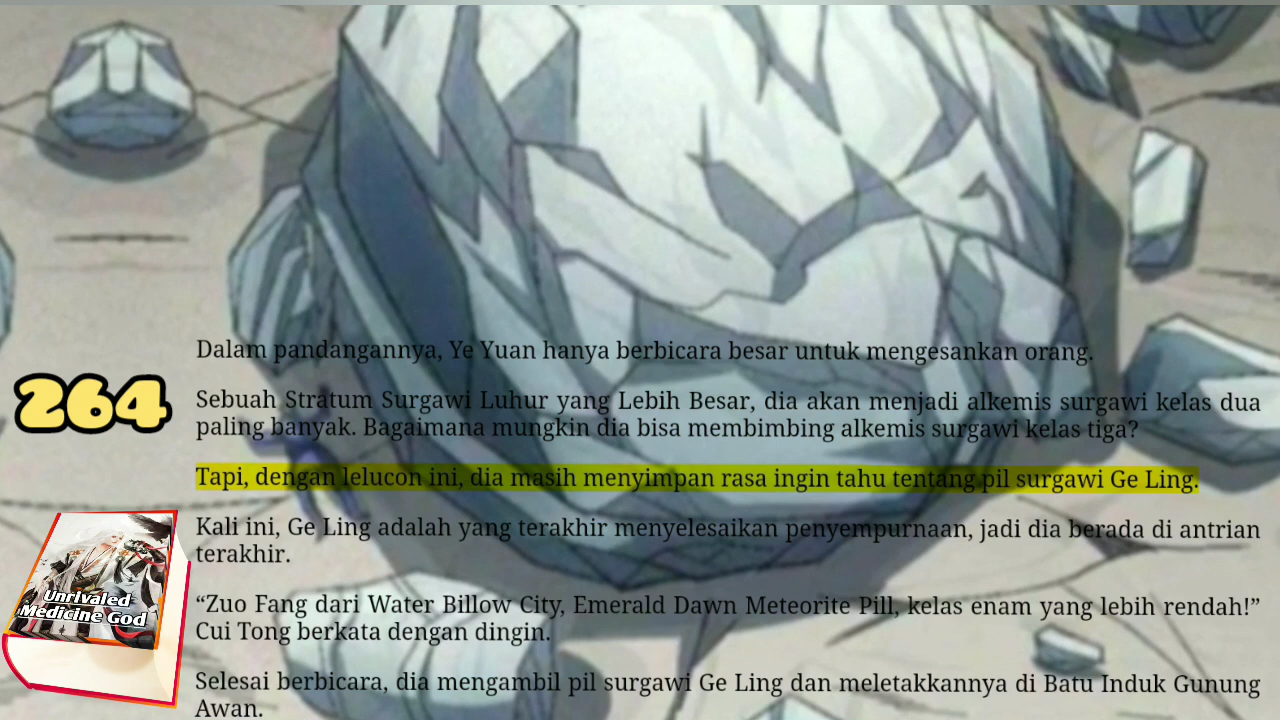 Dalam pandangannya, Ye Yuan hanya berbicara besar untuk mengesankan orang.
264
Sebuah Stratum Surgawi Luhur yang Lebih Besar, dia akan menjadi alkemis surgawi kelas dua
paling banyak. Bagaimana mungkin dia bisa membimbing alkemis surgawi kelas tiga?
Tapi, dengan lelucon ini, dia masih menyimpan rasa ingin tahu tentang pil surgawi Ge Ling.
Kali ini, Ge Ling adalah yang terakhir menyelesaikan penyempurnaan, jadi dia berada di antrian
terakhir.
Unrivaled
Medicine God
“Zuo Fang dari Water Billow City, Emerald Dawn Meteorite Pill, kelas enam yang lebih rendah!”
Cui Tong berkata dengan dingin.
Selesai berbicara, dia mengambil pil surgawi Ge Ling dan meletakkannya di Batu Induk Gunung
Awan.